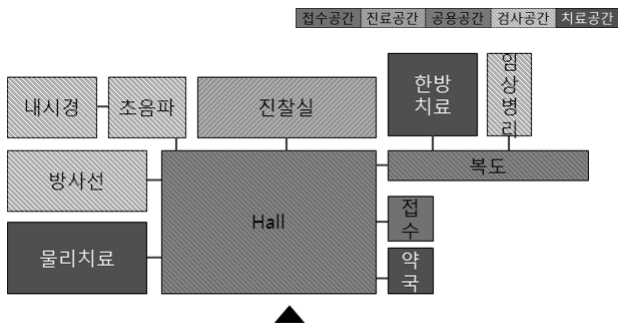 접수공간 진료공간 공용공간 검사공간 치료공간
내시경 초음파 진찰실 한방치료 임상병리
방사선 Hall 복도
물리치료 접수
약국